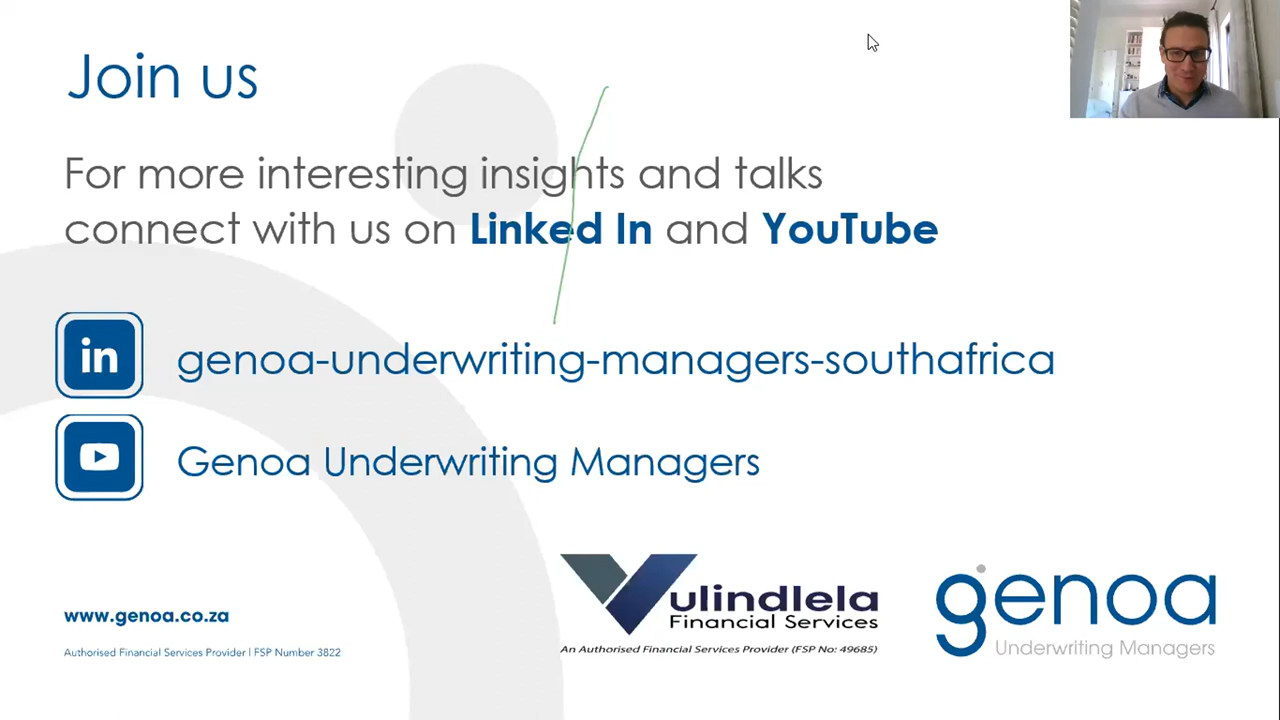 Join us
For more interesting insights and talks
connect with us on Linked In and YouTube
in genoa-underwriting-managers-southafrica
Genoa Underwriting Managers
www.genoa.co.za
Authorised Financial Services Provider | FSP Number 3822
Vulindlela
Financial Services
An Authorised Financial Services Provider (FSP No: 49685)
genoa
Underwriting Managers